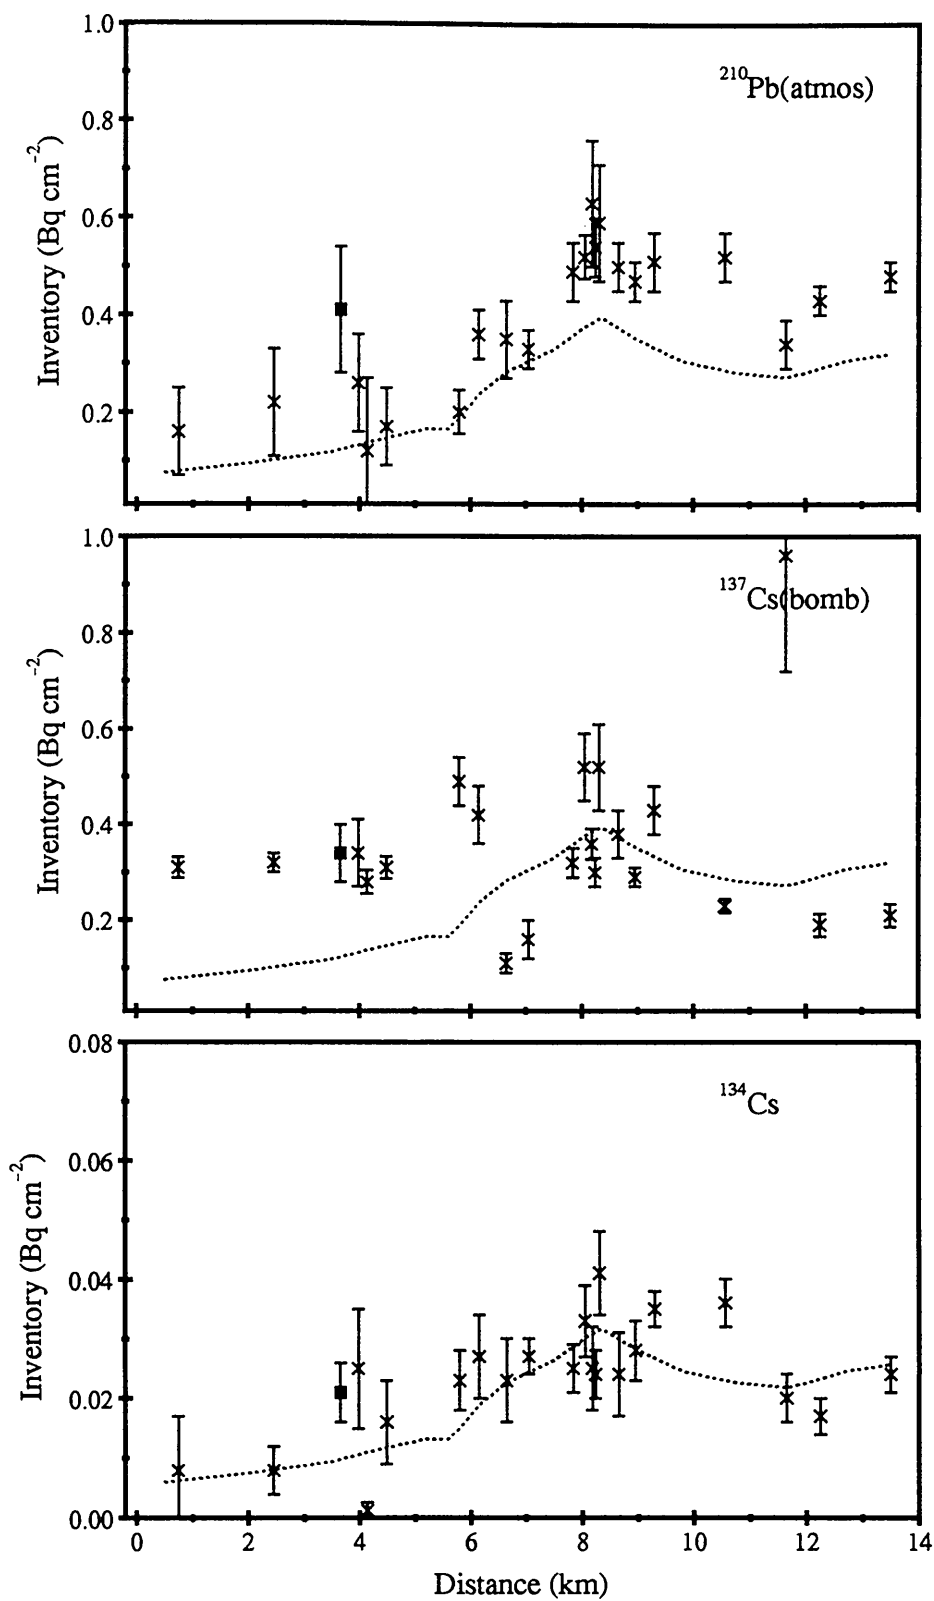 1.0
²¹⁰Pb(atmos)
0.8
0.6
0.4
0.2
Inventory (Bq cm⁻²)
1.0
¹³⁷Cs(bomb)
0.8
0.6
0.4
0.2
Inventory (Bq cm⁻²)
0.08
¹³⁴Cs
0.06
0.04
0.02
0.00
Inventory (Bq cm⁻²)
0 2 4 6 8 10 12 14
Distance (km)